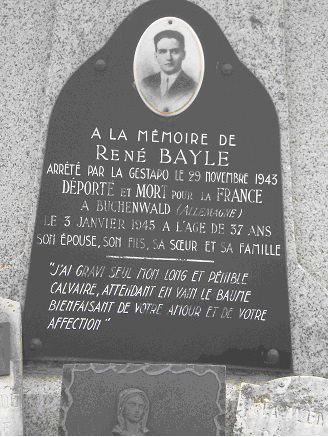 A LA MÉMOIRE DE
RENÉ BAYLE
ARRÉTÉ PAR LA GESTAPO LE 29 NOVEMBRE 1943
DÉPORTÉ ET MORT POUR LA FRANCE
A BUCHENWALD (ALLEMAGNE)
LE 3 JANVIER 1945 A L'AGE DE 37 ANS
SON ÉPOUSE, SON FILS, SA SŒUR ET SA FAMILLE
"J'AI GRAVI SEUL MON LONG ET PÉNIBLE
CALVAIRE, ATTENDANT EN VAIN LE BAUME
BIENFAISANT DE VOTRE AMOUR ET DE VOTRE
AFFECTION"